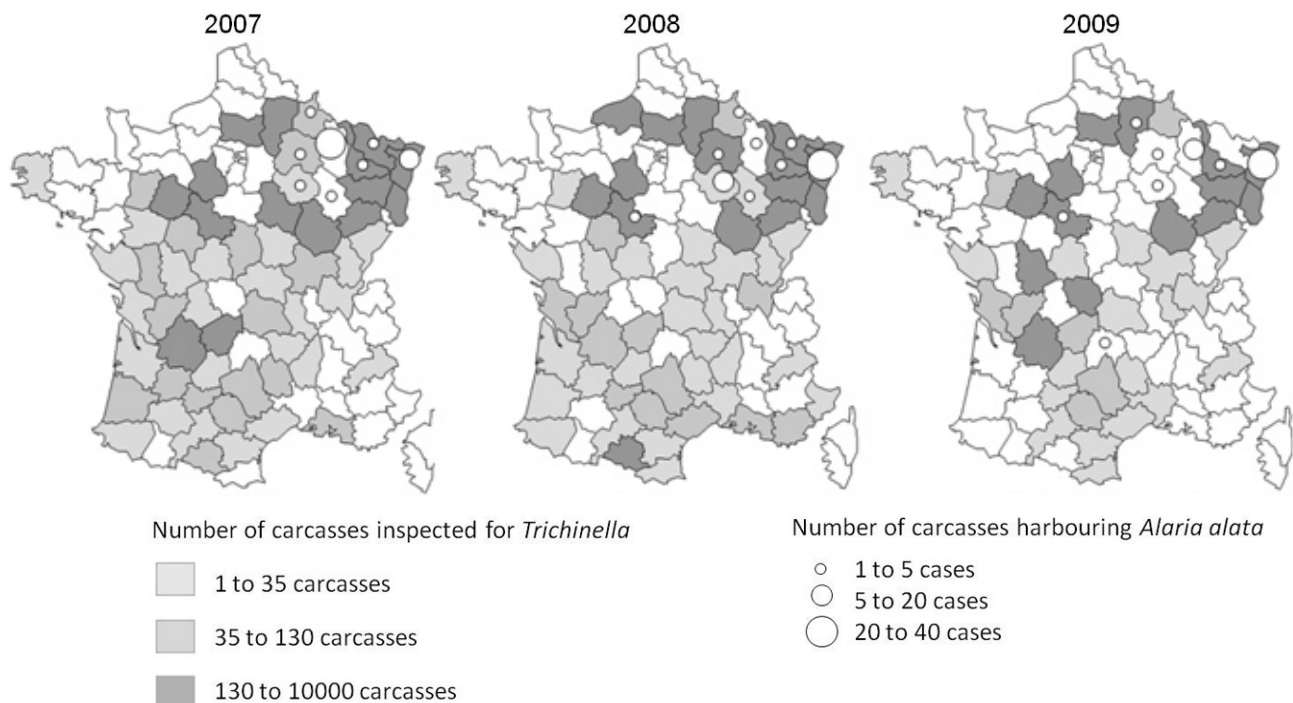 2007
2008
2009
Number of carcasses inspected for Trichinella
1 to 35 carcasses
35 to 130 carcasses
130 to 10000 carcasses
Number of carcasses harbouring Alaria alata
1 to 5 cases
5 to 20 cases
20 to 40 cases